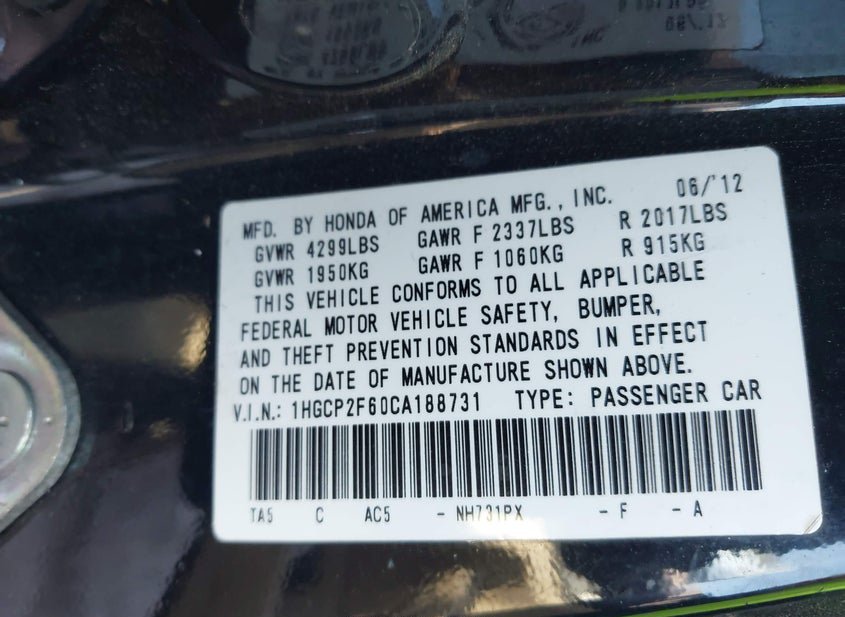 MFD. BY HONDA OF AMERICA MFG., INC. 06/'12
GVWR 4299LBS GAWR F 2337LBS R 2017LBS
GVWR 1950KG GAWR F 1060KG R 915KG
THIS VEHICLE CONFORMS TO ALL APPLICABLE
FEDERAL MOTOR VEHICLE SAFETY, BUMPER,
AND THEFT PREVENTION STANDARDS IN EFFECT
ON THE DATE OF MANUFACTURE SHOWN ABOVE.
V.I.N.: 1HGCP2F60CA188731 TYPE: PASSENGER CAR
TA5 C AC5 - NH731PX - F - A